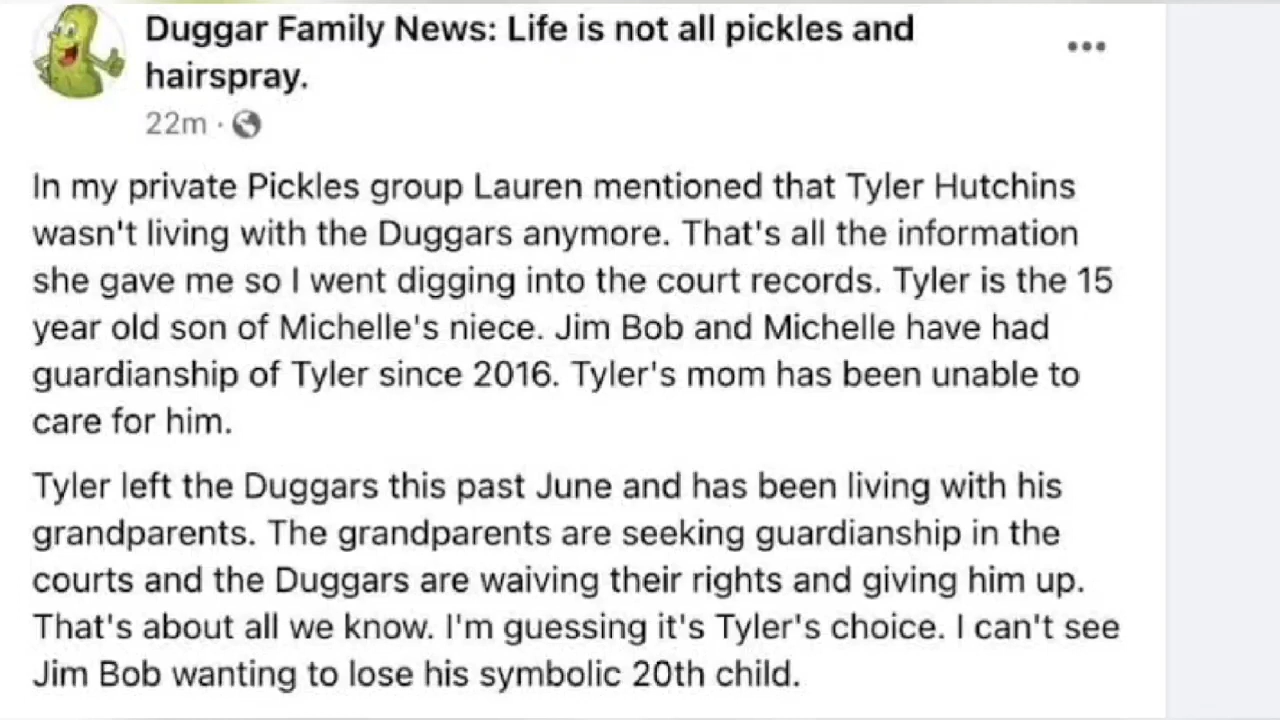 Duggar Family News: Life is not all pickles and
hairspray.
22m ·
In my private Pickles group Lauren mentioned that Tyler Hutchins
wasn't living with the Duggars anymore. That's all the information
she gave me so I went digging into the court records. Tyler is the 15
year old son of Michelle's niece. Jim Bob and Michelle have had
guardianship of Tyler since 2016. Tyler's mom has been unable to
care for him.
Tyler left the Duggars this past June and has been living with his
grandparents. The grandparents are seeking guardianship in the
courts and the Duggars are waiving their rights and giving him up.
That's about all we know. I'm guessing it's Tyler's choice. I can't see
Jim Bob wanting to lose his symbolic 20th child.